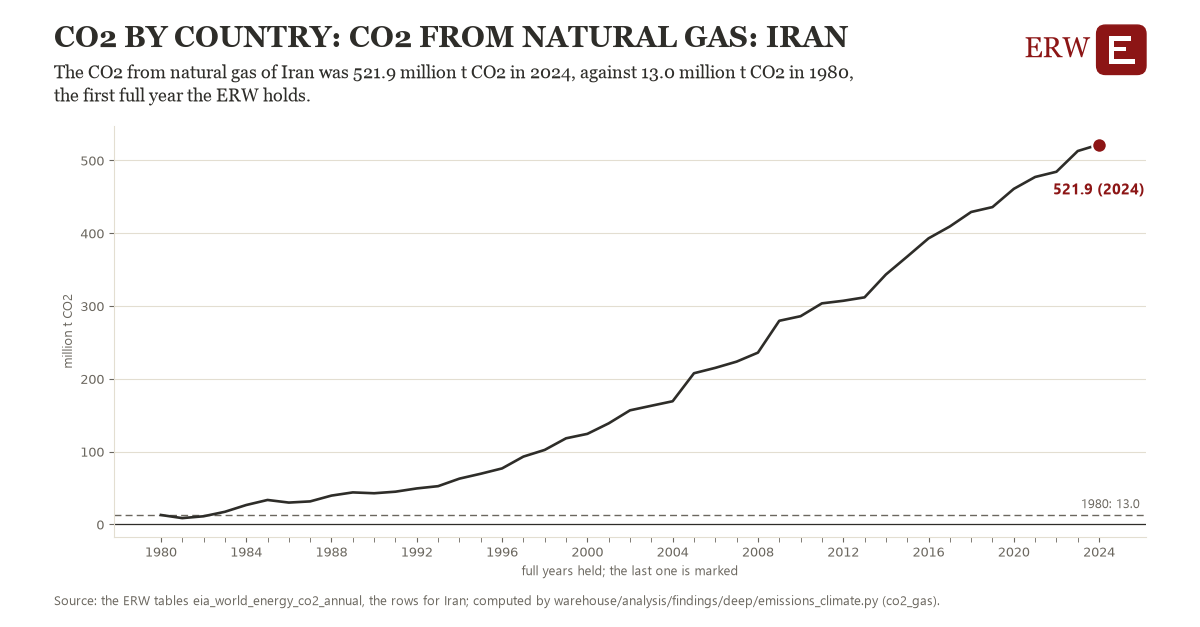 CO2 BY COUNTRY: CO2 FROM NATURAL GAS: IRAN
The CO2 from natural gas of Iran was 521.9 million t CO2 in 2024, against 13.0 million t CO2 in 1980,
the first full year the ERW holds.
ERW E
500
400
300
200
100
0
million t CO2
521.9 (2024)
1980: 13.0
1980 1984 1988 1992 1996 2000 2004 2008 2012 2016 2020 2024
full years held; the last one is marked
Source: the ERW tables eia_world_energy_co2_annual, the rows for Iran; computed by warehouse/analysis/findings/deep/emissions_climate.py (co2_gas).